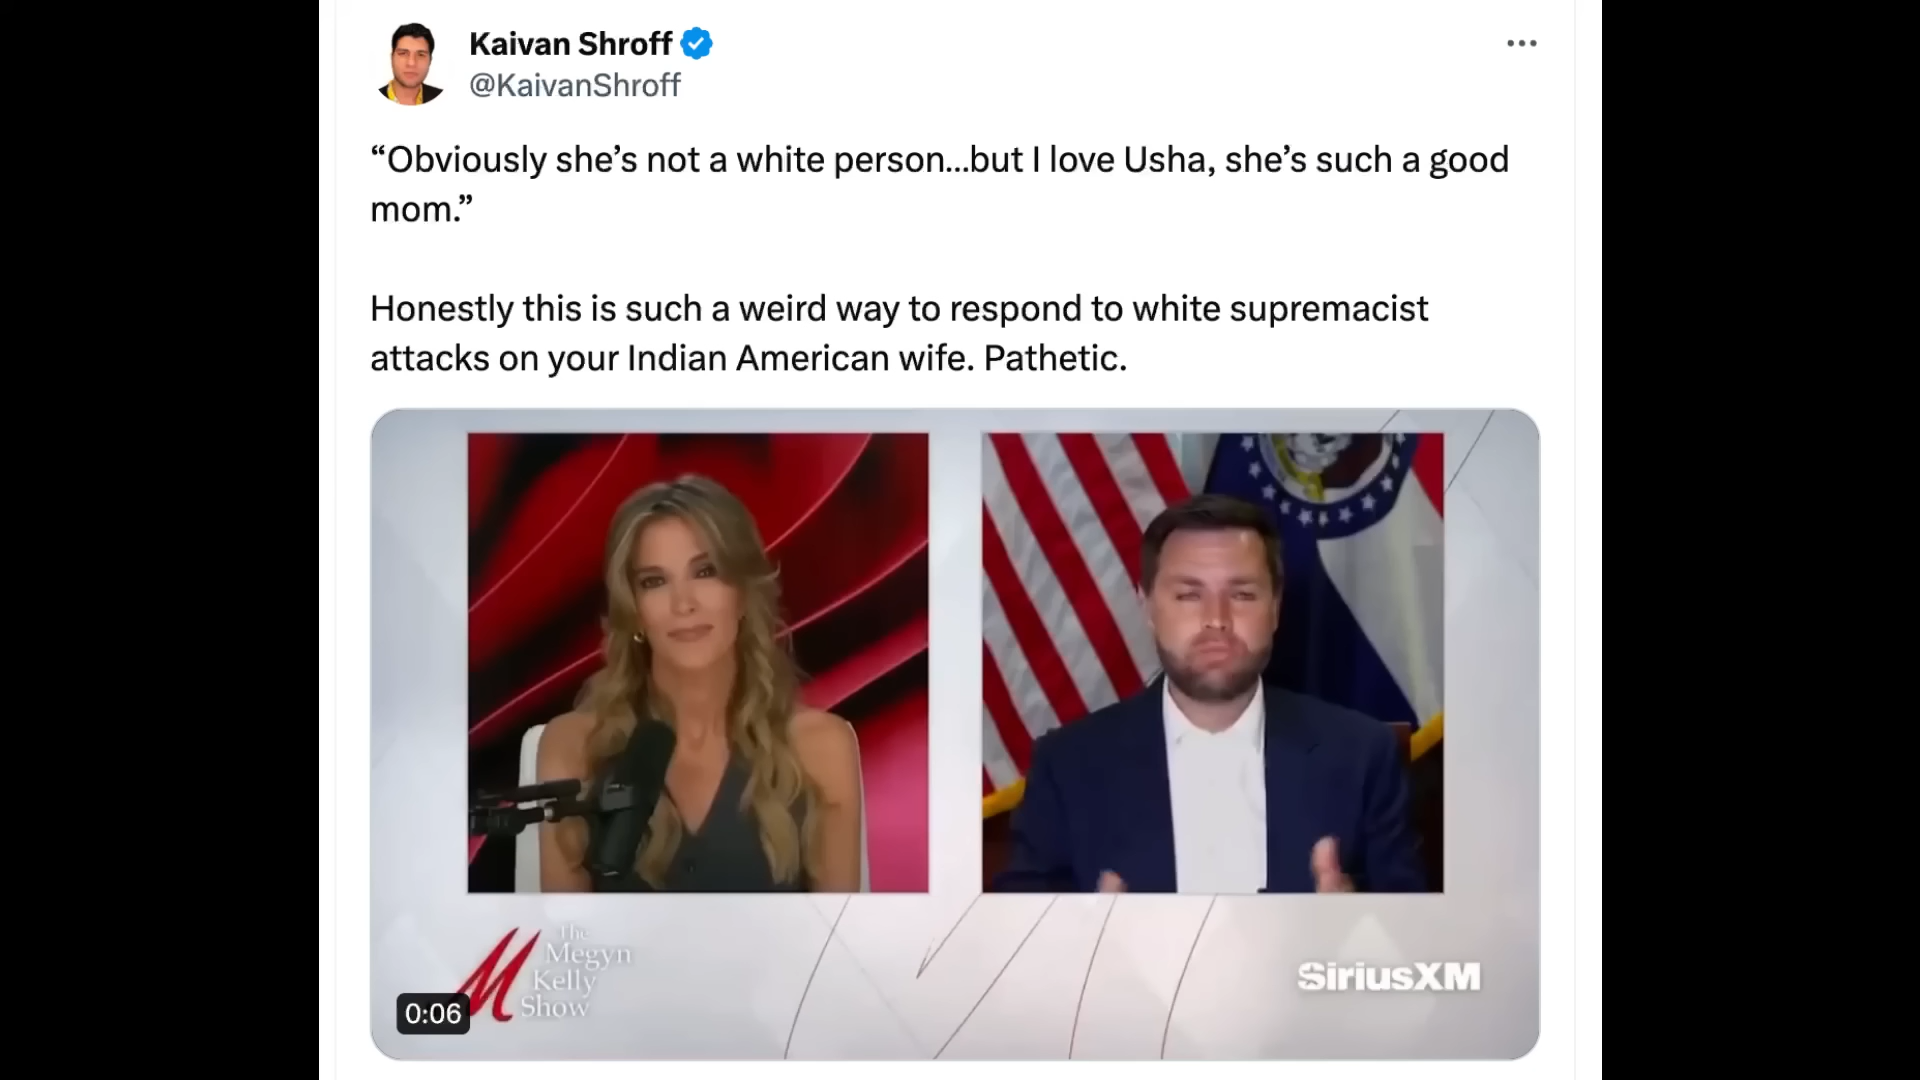 Kaivan Shroff
@KaivanShroff
“Obviously she’s not a white person...but I love Usha, she’s such a good
mom.”
Honestly this is such a weird way to respond to white supremacist
attacks on your Indian American wife. Pathetic.
The
Megyn
Kelly
Show
SiriusXM
0:06